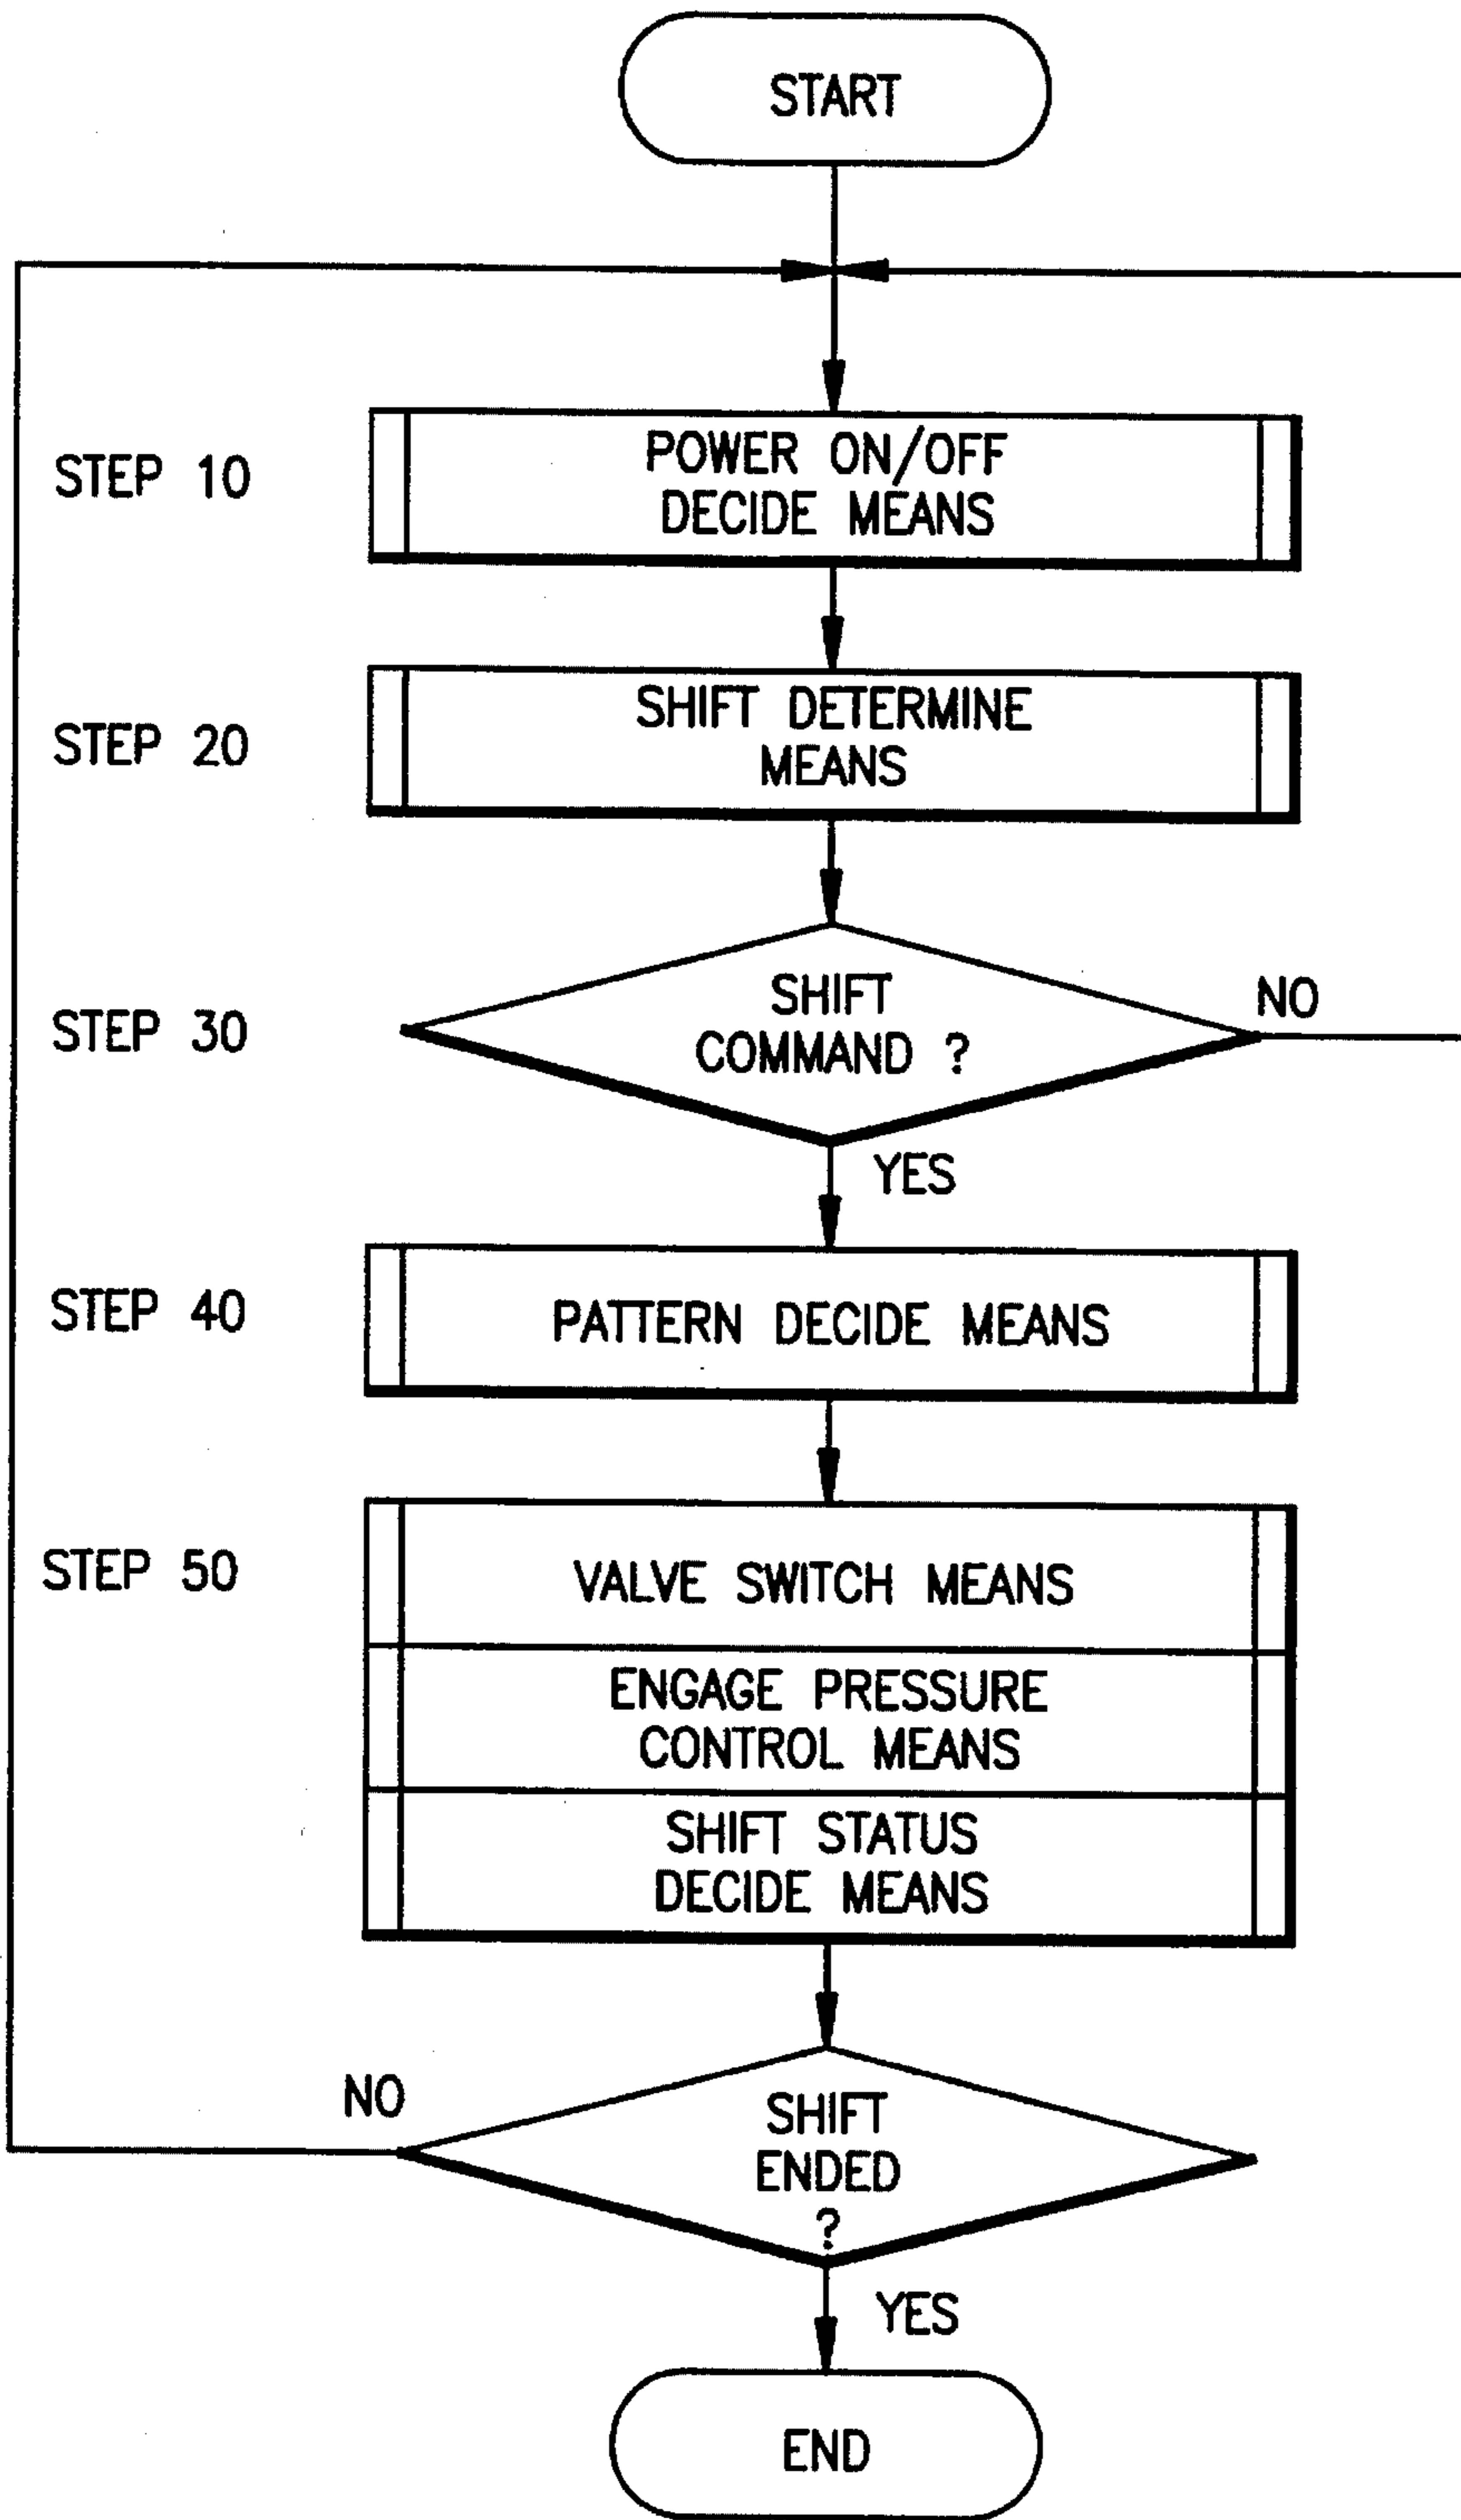 START
STEP 10
POWER ON/OFF
DECIDE MEANS
STEP 20
SHIFT DETERMINE
MEANS
STEP 30
SHIFT
COMMAND ?
NO
YES
STEP 40
PATTERN DECIDE MEANS
STEP 50
VALVE SWITCH MEANS
ENGAGE PRESSURE
CONTROL MEANS
SHIFT STATUS
DECIDE MEANS
NO
SHIFT
ENDED
?
YES
END